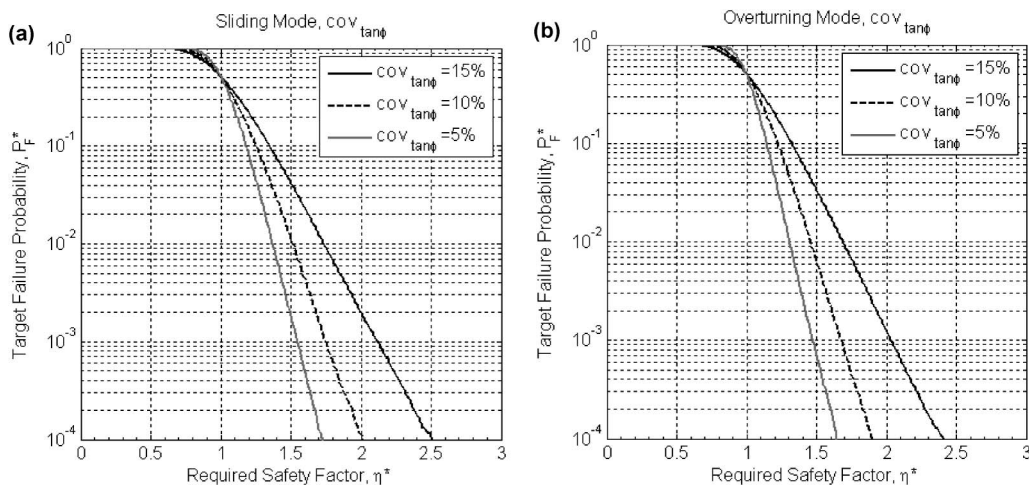 (a)
Sliding Mode, cov_tanϕ
cov_tanϕ=15%
cov_tanϕ=10%
cov_tanϕ=5%
Target Failure Probability, P_F^*
10^0
10^-1
10^-2
10^-3
10^-4
0 0.5 1 1.5 2 2.5 3
Required Safety Factor, η*
(b)
Overturning Mode, cov_tanϕ
cov_tanϕ=15%
cov_tanϕ=10%
cov_tanϕ=5%
Target Failure Probability, P_F^*
10^0
10^-1
10^-2
10^-3
10^-4
0 0.5 1 1.5 2 2.5 3
Required Safety Factor, η*